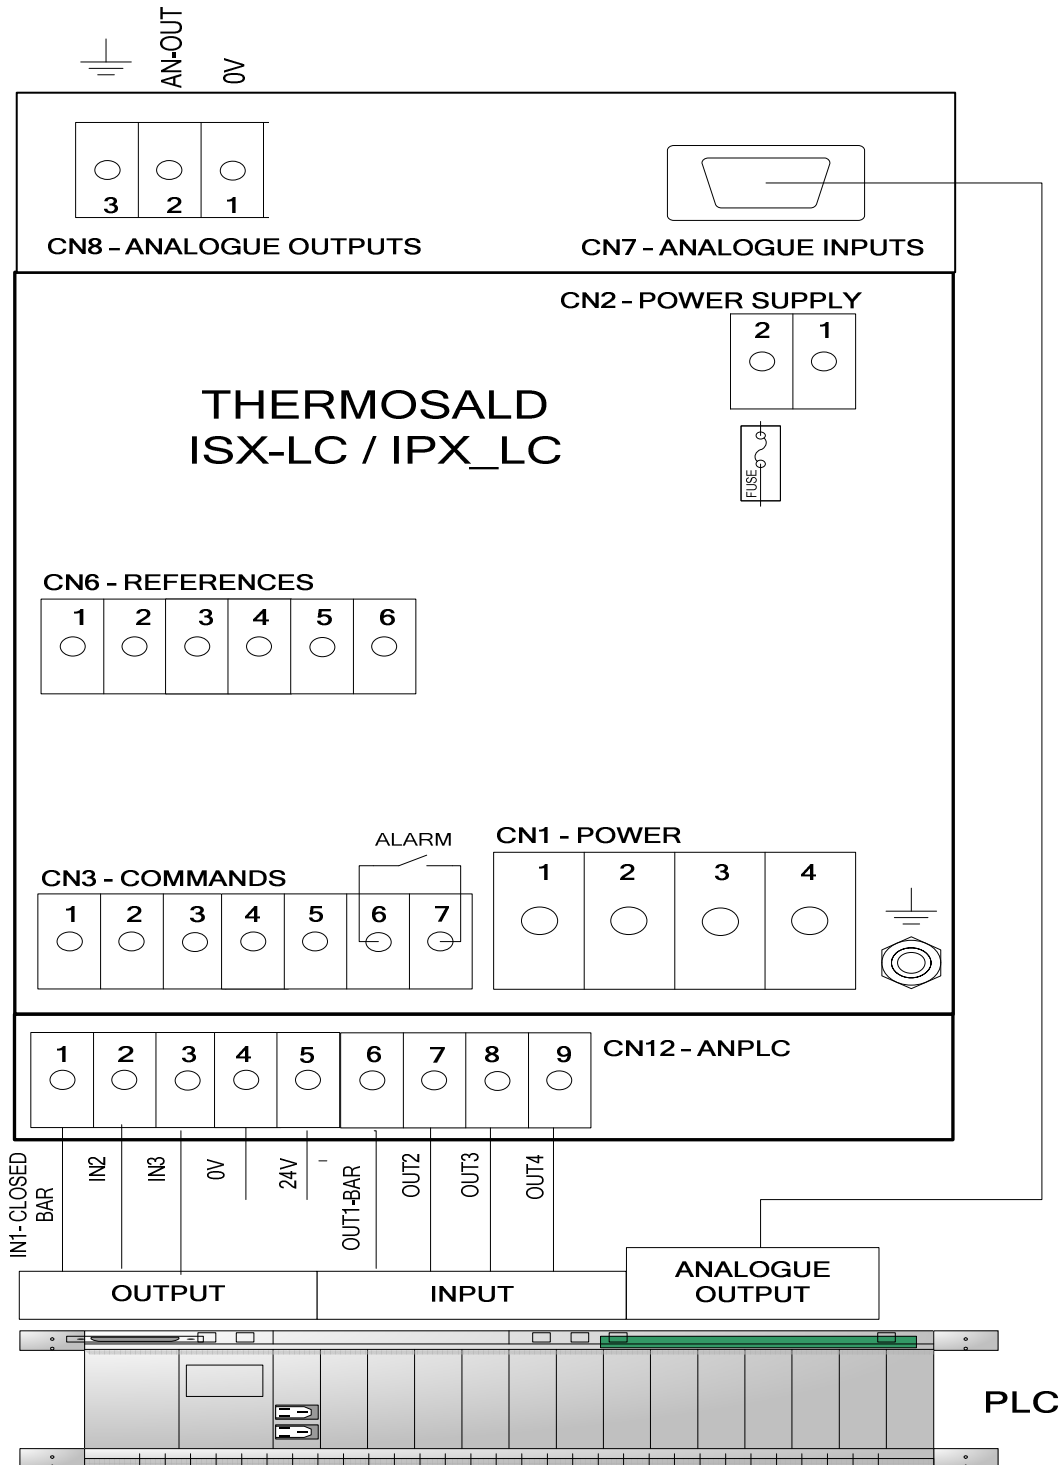 AN-OUT
0V
3 2 1
CN8 - ANALOGUE OUTPUTS
CN7 - ANALOGUE INPUTS
CN2 - POWER SUPPLY
2 1
FUSE
THERMOSALD
ISX-LC / IPX_LC
CN6 - REFERENCES
1 2 3 4 5 6
ALARM
CN3 - COMMANDS
1 2 3 4 5 6 7
CN1 - POWER
1 2 3 4
1 2 3 4 5 6 7 8 9
CN12 - ANPLC
IN1- CLOSED
BAR
IN2
IN3
0V
24V
OUT1-BAR
OUT2
OUT3
OUT4
OUTPUT
INPUT
ANALOGUE
OUTPUT
PLC